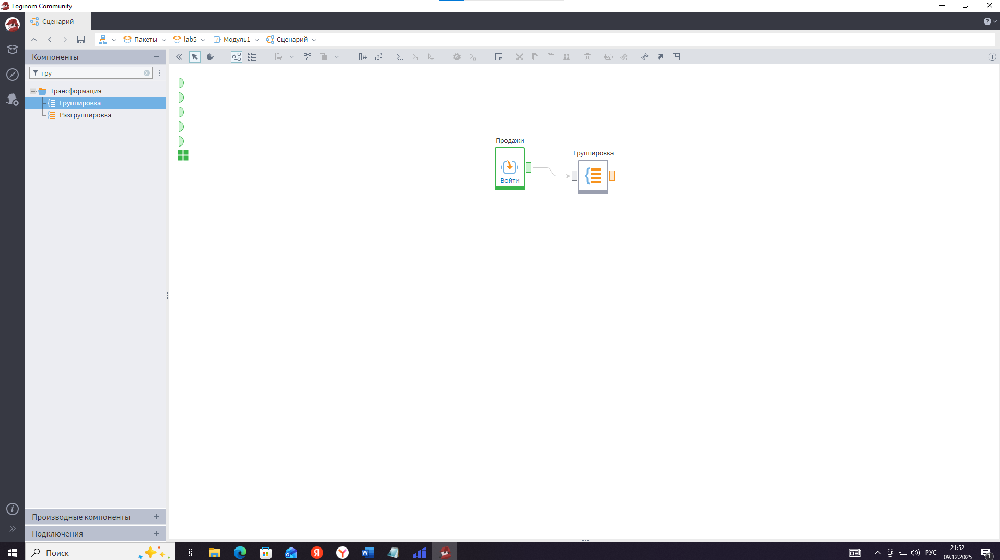 Loginom Community
Сценарий
Пакеты
lab5
Модуль1
Сценарий
Компоненты
гру
Трансформация
Группировка
Разгруппировка
Продажи
Войти
Группировка
Производные компоненты
Подключения
Поиск
РУС
21:52
09.12.2025
1